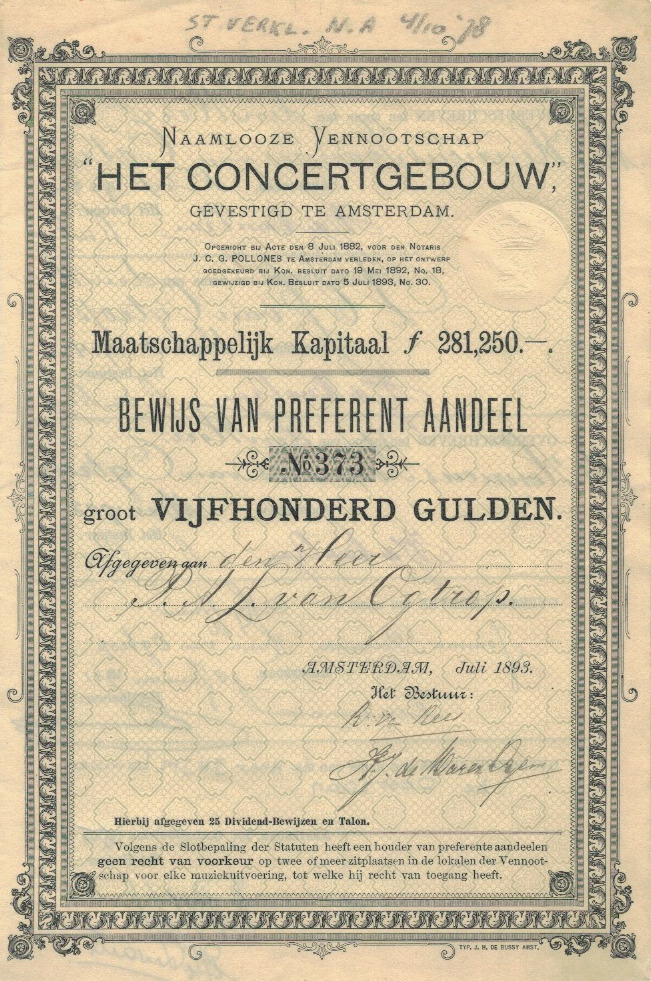 ST. VERKL. N.A 4/10 '78
NAAMLOOZE VENNOOTSCHAP
"HET CONCERTGEBOUW,"
GEVESTIGD TE AMSTERDAM.
OPGERICHT BIJ ACTE DEN 8 JULI 1882, VOOR DEN NOTARIS
J. C. G. POLLONES TE AMSTERDAM VERLEDEN, OP HET ONTWERP
GOEDGEKEURD BIJ KON. BESLUIT DATO 19 MEI 1892, NO. 18,
GEWIJZIGD BIJ KON. BESLUIT DATO 5 JULI 1893, NO. 30.
Maatschappelijk Kapitaal ƒ 281,250.—.
BEWIJS VAN PREFERENT AANDEEL
No. 373
groot VIJFHONDERD GULDEN.
Afgegeven aan den Heer
P. A. L. van Ogtrop.
AMSTERDAM, Juli 1893.
Het Bestuur:
H. J. de Marez Oyens
Hierbij afgegeven 25 Dividend-Bewijzen en Talon.
Volgens de Slotbepaling der Statuten heeft een houder van preferente aandeelen
geen recht van voorkeur op twee of meer zitplaatsen in de lokalen der Vennoot-
schap voor elke muziekuitvoering, tot welke hij recht van toegang heeft.
TYP. J. H. DE BUSSY AMST.